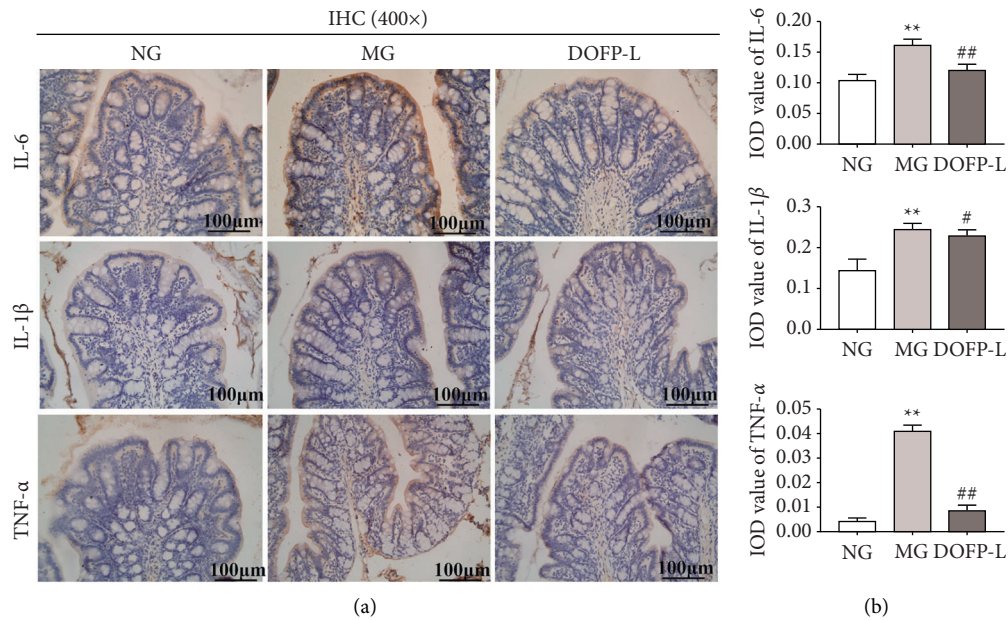 IHC (400×)
NG MG DOFP-L
IL-6
100μm 100μm 100μm
IL-1β
100μm 100μm 100μm
TNF-α
100μm 100μm 100μm
(a)
IOD value of IL-6
0.20
0.15
0.10
0.05
0.00
**
##
NG MG DOFP-L
IOD value of IL-1β
0.3
0.2
0.1
0.0
**
#
NG MG DOFP-L
IOD value of TNF-α
0.05
0.04
0.03
0.02
0.01
0.00
**
##
NG MG DOFP-L
(b)